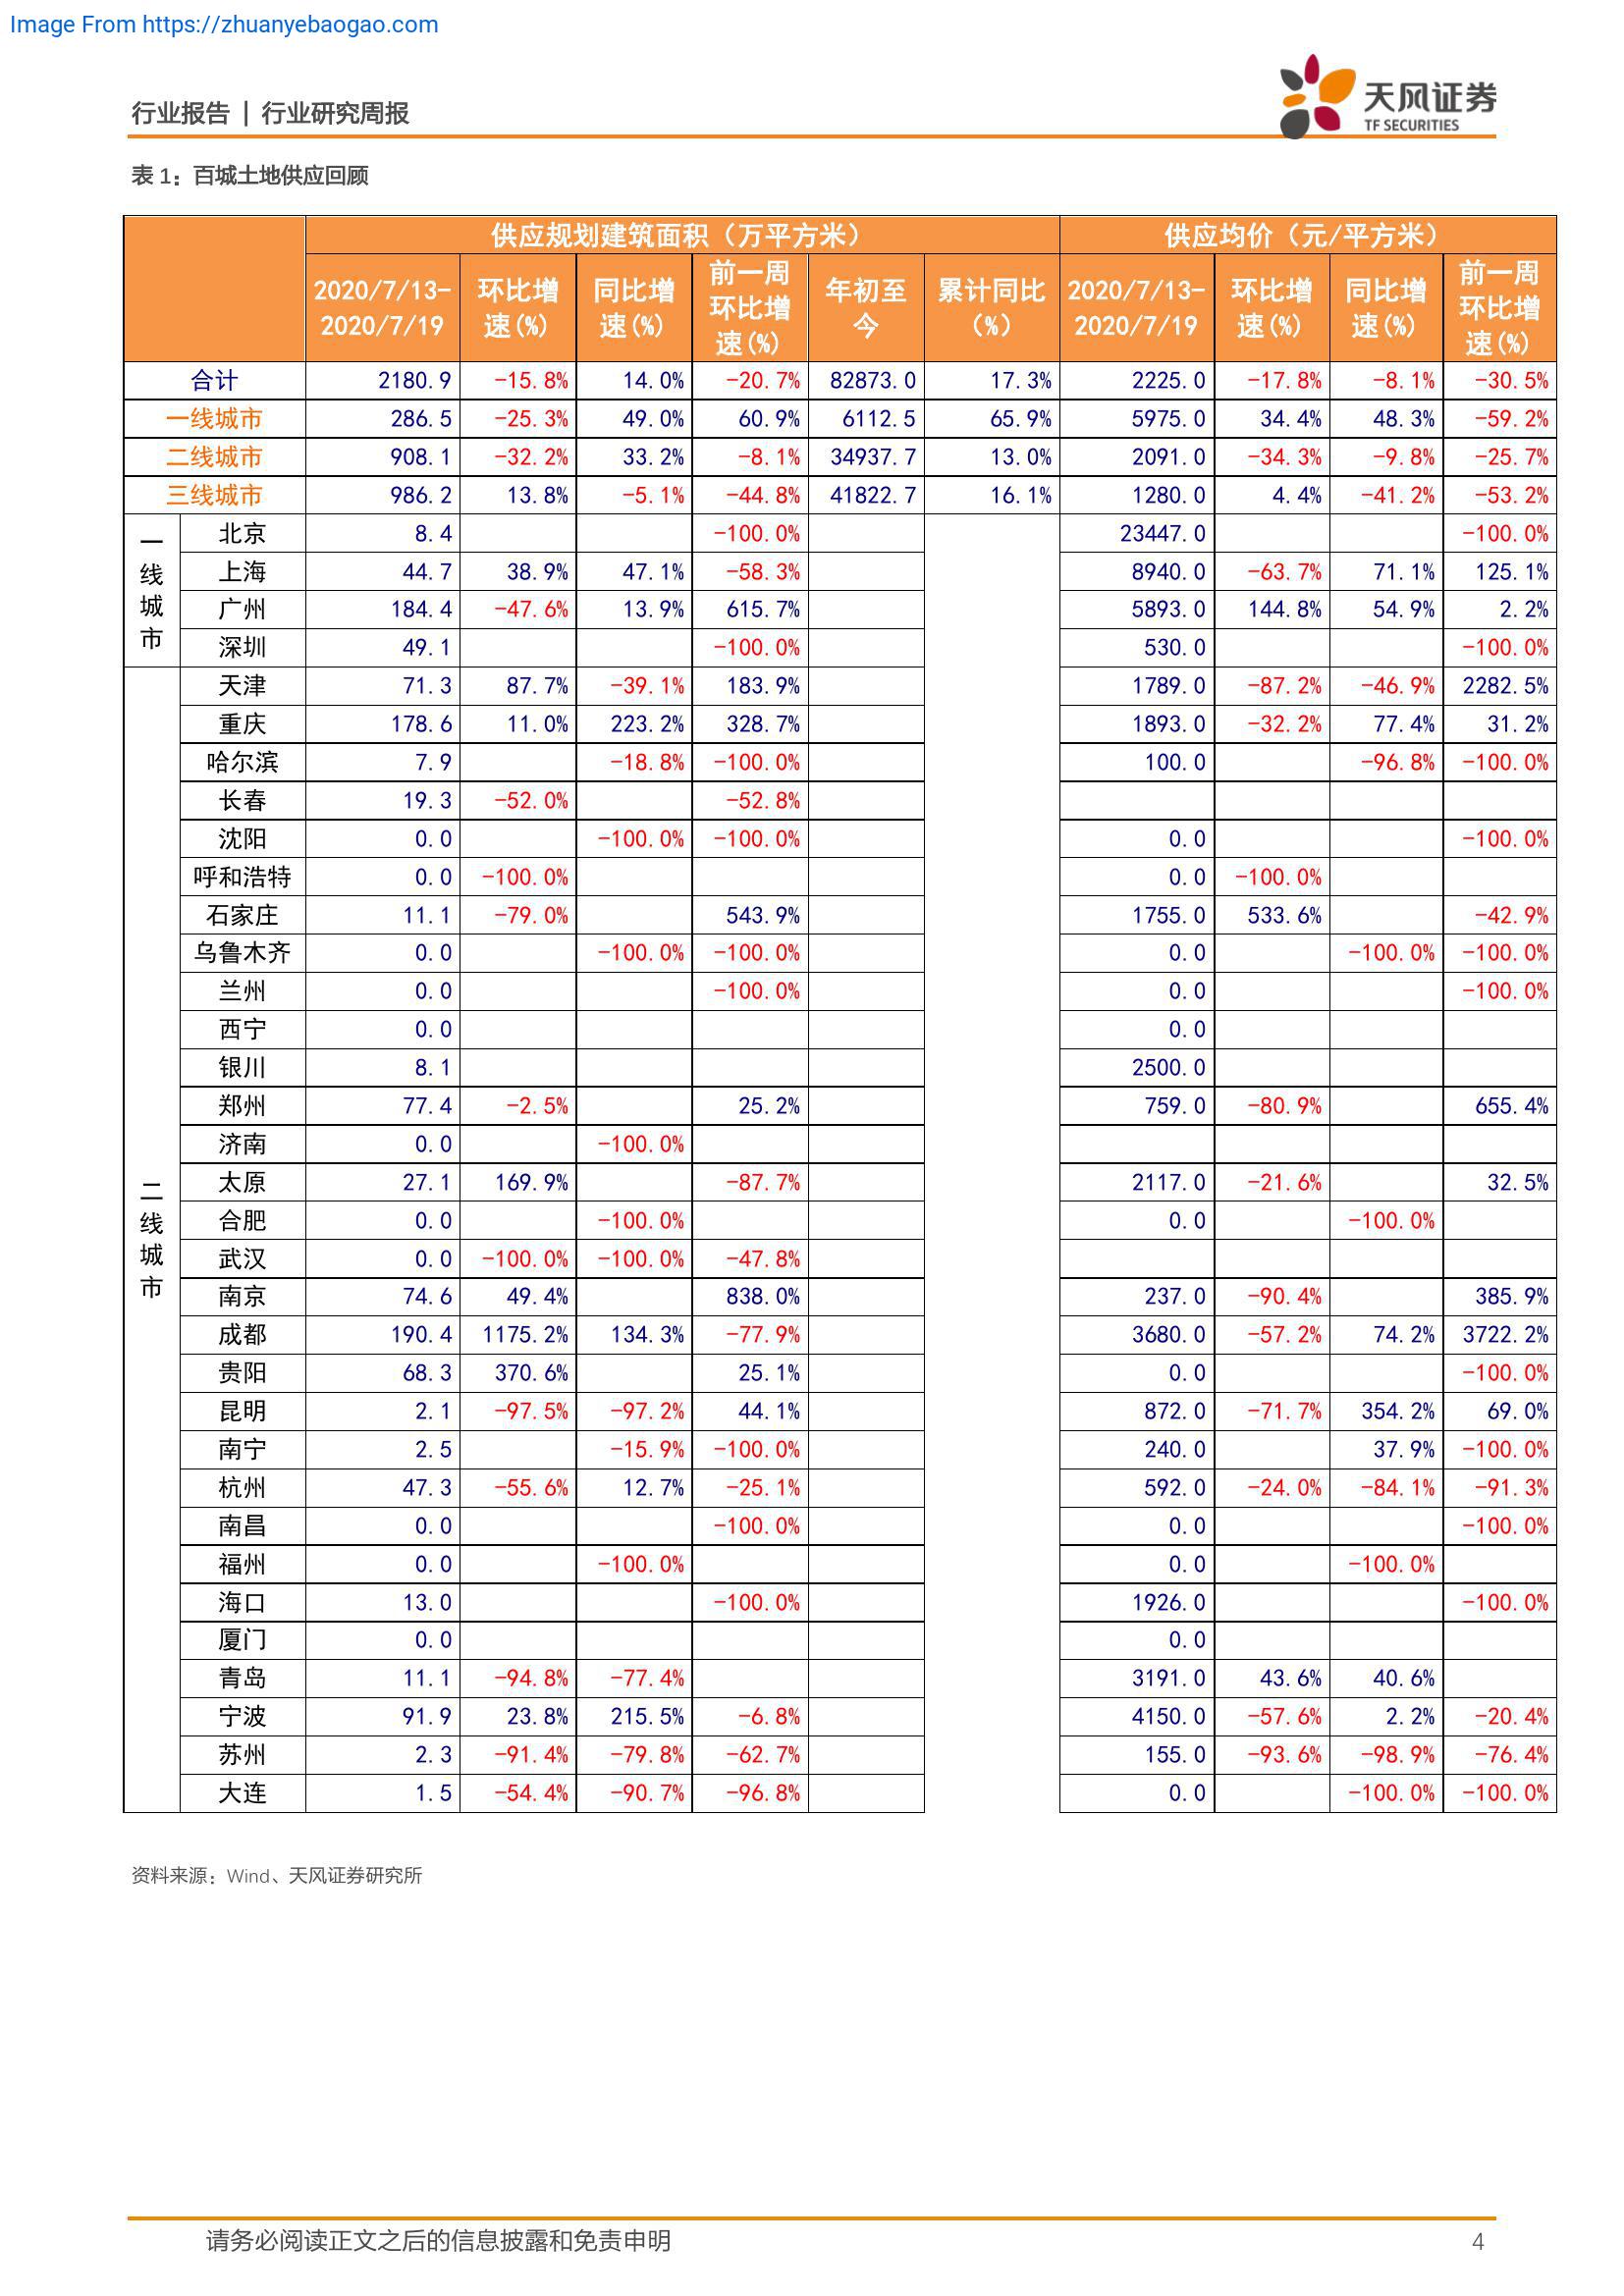 Image From https://zhuanyebaogao.com
行业报告 | 行业研究周报
天风证券
TF SECURITIES
表 1：百城土地供应回顾
供应规划建筑面积（万平方米） 供应均价（元/平方米）
2020/7/13-2020/7/19 环比增速(%) 同比增速(%) 前一周环比增速(%) 年初至今 累计同比(%) 2020/7/13-2020/7/19 环比增速(%) 同比增速(%) 前一周环比增速(%)
合计 2180.9 -15.8% 14.0% -20.7% 82873.0 17.3% 2225.0 -17.8% -8.1% -30.5%
一线城市 286.5 -25.3% 49.0% 60.9% 6112.5 65.9% 5975.0 34.4% 48.3% -59.2%
二线城市 908.1 -32.2% 33.2% -8.1% 34937.7 13.0% 2091.0 -34.3% -9.8% -25.7%
三线城市 986.2 13.8% -5.1% -44.8% 41822.7 16.1% 1280.0 4.4% -41.2% -53.2%
一线城市
北京 8.4 -100.0% 23447.0 -100.0%
上海 44.7 38.9% 47.1% -58.3% 8940.0 -63.7% 71.1% 125.1%
广州 184.4 -47.6% 13.9% 615.7% 5893.0 144.8% 54.9% 2.2%
深圳 49.1 -100.0% 530.0 -100.0%
二线城市
天津 71.3 87.7% -39.1% 183.9% 1789.0 -87.2% -46.9% 2282.5%
重庆 178.6 11.0% 223.2% 328.7% 1893.0 -32.2% 77.4% 31.2%
哈尔滨 7.9 -18.8% -100.0% 100.0 -96.8% -100.0%
长春 19.3 -52.0% -52.8%
沈阳 0.0 -100.0% -100.0% 0.0 -100.0%
呼和浩特 0.0 -100.0% 0.0 -100.0%
石家庄 11.1 -79.0% 543.9% 1755.0 533.6% -42.9%
乌鲁木齐 0.0 -100.0% -100.0% 0.0 -100.0% -100.0%
兰州 0.0 -100.0% 0.0 -100.0%
西宁 0.0 0.0
银川 8.1 2500.0
郑州 77.4 -2.5% 25.2% 759.0 -80.9% 655.4%
济南 0.0 -100.0%
太原 27.1 169.9% -87.7% 2117.0 -21.6% 32.5%
合肥 0.0 -100.0% 0.0 -100.0%
武汉 0.0 -100.0% -100.0% -47.8%
南京 74.6 49.4% 838.0% 237.0 -90.4% 385.9%
成都 190.4 1175.2% 134.3% -77.9% 3680.0 -57.2% 74.2% 3722.2%
贵阳 68.3 370.6% 25.1% 0.0 -100.0%
昆明 2.1 -97.5% -97.2% 44.1% 872.0 -71.7% 354.2% 69.0%
南宁 2.5 -15.9% -100.0% 240.0 37.9% -100.0%
杭州 47.3 -55.6% 12.7% -25.1% 592.0 -24.0% -84.1% -91.3%
南昌 0.0 -100.0% 0.0 -100.0%
福州 0.0 -100.0% 0.0 -100.0%
海口 13.0 -100.0% 1926.0 -100.0%
厦门 0.0 0.0
青岛 11.1 -94.8% -77.4% 3191.0 43.6% 40.6%
宁波 91.9 23.8% 215.5% -6.8% 4150.0 -57.6% 2.2% -20.4%
苏州 2.3 -91.4% -79.8% -62.7% 155.0 -93.6% -98.9% -76.4%
大连 1.5 -54.4% -90.7% -96.8% 0.0 -100.0% -100.0%
资料来源：Wind、天风证券研究所
请务必阅读正文之后的信息披露和免责申明 4